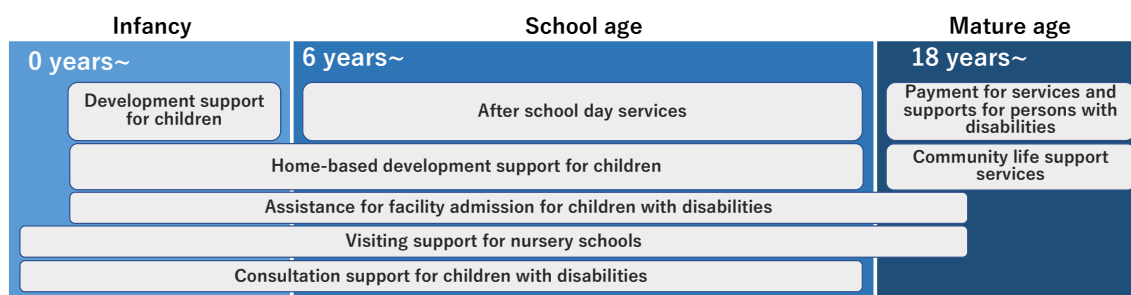 Infancy
School age
Mature age
0 years~
6 years~
18 years~
Development support
for children
After school day services
Payment for services and
supports for persons with
disabilities
Home-based development support for children
Community life support
services
Assistance for facility admission for children with disabilities
Visiting support for nursery schools
Consultation support for children with disabilities